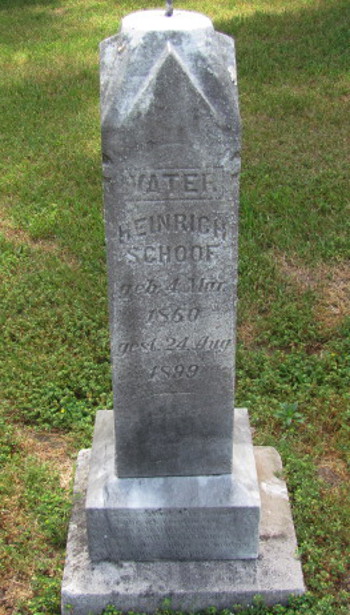 VATER
HEINRICH
SCHOOF
geb. 4 Mar.
1860
gest. 24 Aug.
1899